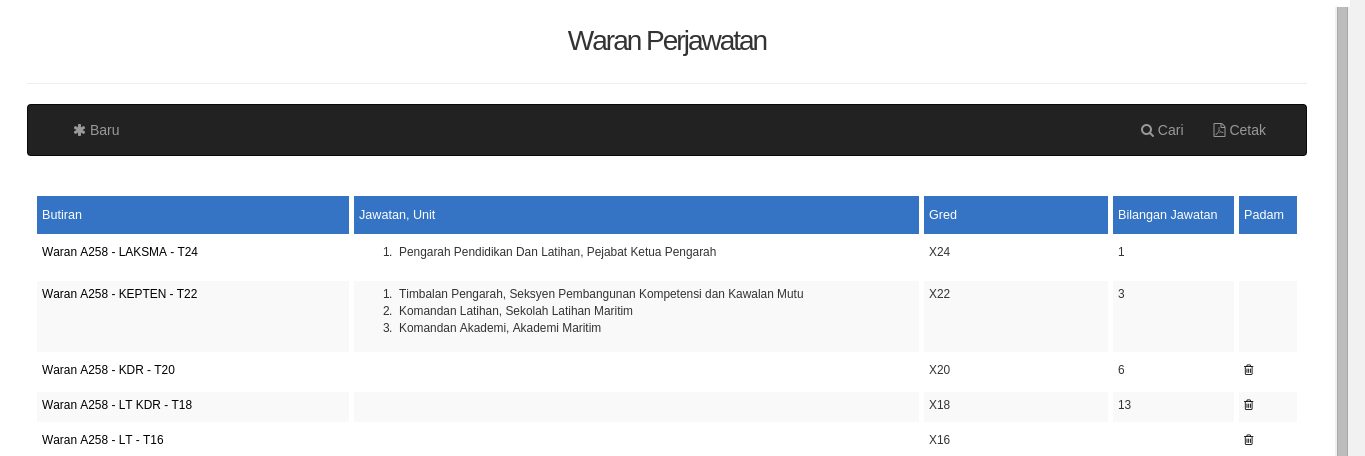 Waran Perjawatan
Baru
Cari
Cetak
Butiran Jawatan, Unit Gred Bilangan Jawatan Padam
Waran A258 - LAKSMA - T24 1. Pengarah Pendidikan Dan Latihan, Pejabat Ketua Pengarah X24 1
Waran A258 - KEPTEN - T22 1. Timbalan Pengarah, Seksyen Pembangunan Kompetensi dan Kawalan Mutu X22 3
2. Komandan Latihan, Sekolah Latihan Maritim
3. Komandan Akademi, Akademi Maritim
Waran A258 - KDR - T20 X20 6
Waran A258 - LT KDR - T18 X18 13
Waran A258 - LT - T16 X16